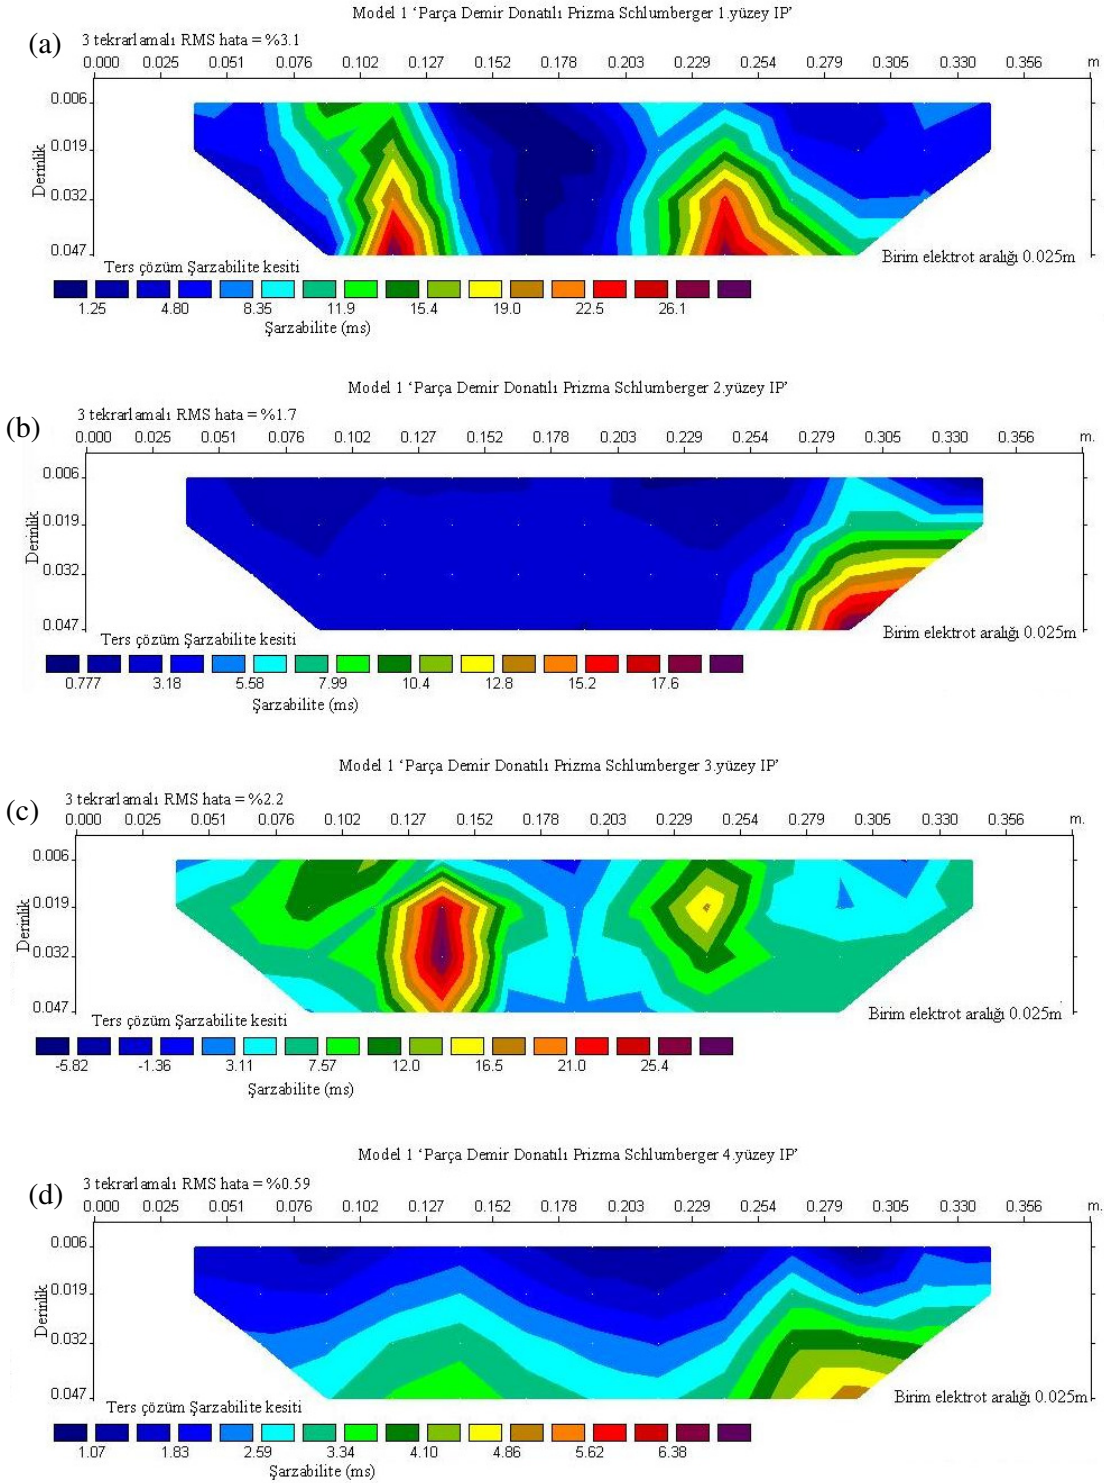 Model 1 ‘Parça Demir Donatılı Prizma Schlumberger 1.yüzey IP’
(a)
3 tekrarlamalı RMS hata = %3.1
0.000 0.025 0.051 0.076 0.102 0.127 0.152 0.178 0.203 0.229 0.254 0.279 0.305 0.330 0.356 m
0.006
0.019
0.032
0.047
Derinlik
Birim elektrot aralığı 0.025m
Ters çözüm Şarzabilite kesiti
1.25 4.80 8.35 11.9 15.4 19.0 22.5 26.1
Şarzabilite (ms)
Model 1 ‘Parça Demir Donatılı Prizma Schlumberger 2.yüzey IP’
(b)
3 tekrarlamalı RMS hata = %1.7
0.000 0.025 0.051 0.076 0.102 0.127 0.152 0.178 0.203 0.229 0.254 0.279 0.305 0.330 0.356 m.
0.006
0.019
0.032
0.047
Derinlik
Birim elektrot aralığı 0.025m
Ters çözüm Şarzabilite kesiti
0.777 3.18 5.58 7.99 10.4 12.8 15.2 17.6
Şarzabilite (ms)
Model 1 ‘Parça Demir Donatılı Prizma Schlumberger 3.yüzey IP’
(c)
3 tekrarlamalı RMS hata = %2.2
0.000 0.025 0.051 0.076 0.102 0.127 0.152 0.178 0.203 0.229 0.254 0.279 0.305 0.330 0.356 m.
0.006
0.019
0.032
0.047
Derinlik
Birim elektrot aralığı 0.025m
Ters çözüm Şarzabilite kesiti
-5.82 -1.36 3.11 7.57 12.0 16.5 21.0 25.4
Şarzabilite (ms)
Model 1 ‘Parça Demir Donatılı Prizma Schlumberger 4.yüzey IP’
(d)
3 tekrarlamalı RMS hata = %0.59
0.000 0.025 0.051 0.076 0.102 0.127 0.152 0.178 0.203 0.229 0.254 0.279 0.305 0.330 0.356 m.
0.006
0.019
0.032
0.047
Derinlik
Birim elektrot aralığı 0.025m
Ters çözüm Şarzabilite kesiti
1.07 1.83 2.59 3.34 4.10 4.86 5.62 6.38
Şarzabilite (ms)